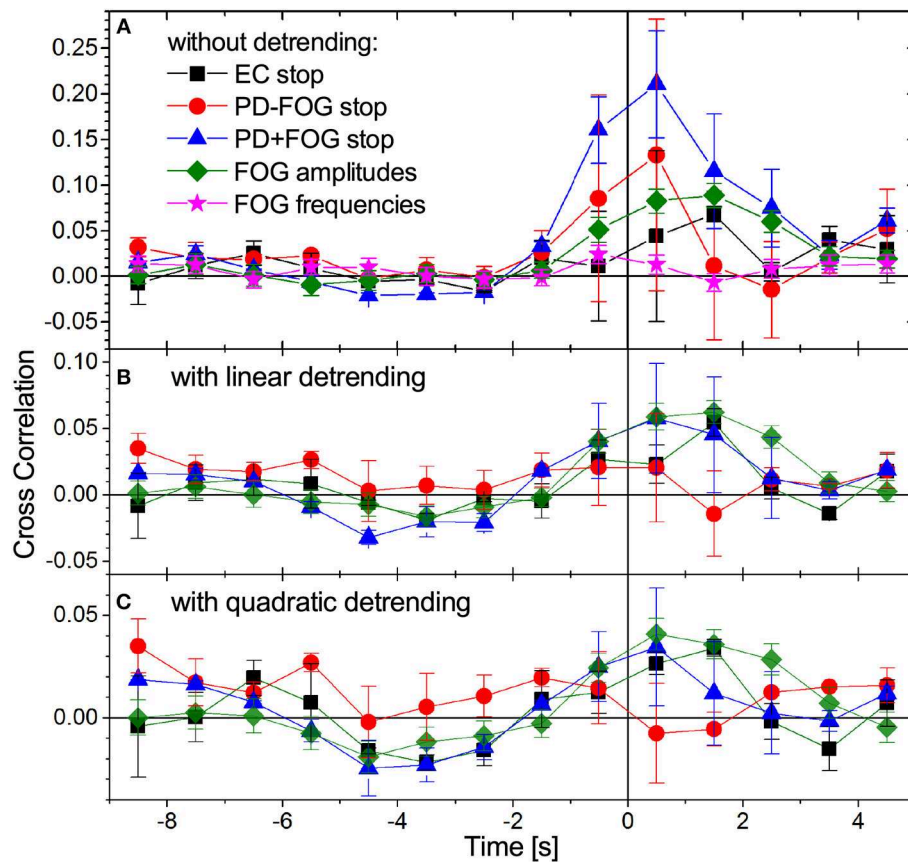 A
without detrending:
EC stop
PD-FOG stop
PD+FOG stop
FOG amplitudes
FOG frequencies
0.25
0.20
0.15
0.10
0.05
0.00
-0.05
B
with linear detrending
0.10
0.05
0.00
-0.05
C
with quadratic detrending
0.05
0.00
Cross Correlation
-8
-6
-4
-2
0
2
4
Time [s]